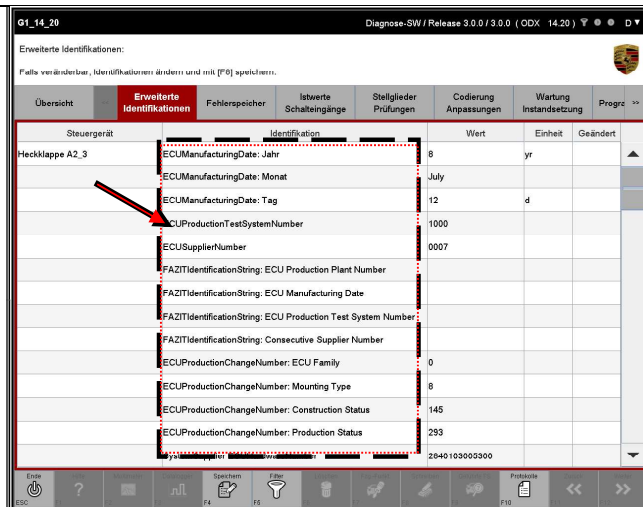 G1_14_20 Diagnose-SW / Release 3.0.0 / 3.0.0 ( ODX 14.20 ) D
Erweiterte Identifikationen:
Falls veränderbar, Identifikationen ändern und mit [F8] speichern.
Übersicht Erweiterte Identifikationen Fehlerspeicher Istwerte Schalteingänge Stellglieder Prüfungen Codierung Anpassungen Wartung Instandsetzung Progra >>
Steuergerät Identifikation Wert Einheit Geändert
Heckklappe A2_3 ECUManufacturingDate: Jahr 8 yr
ECUManufacturingDate: Monat July
ECUManufacturingDate: Tag 12 d
ECUProductionTestSystemNumber 1000
ECUSupplierNumber 0007
FAZITIdentificationString: ECU Production Plant Number
FAZITIdentificationString: ECU Manufacturing Date
FAZITIdentificationString: ECU Production Test System Number
FAZITIdentificationString: Consecutive Supplier Number
ECUProductionChangeNumber: ECU Family 0
ECUProductionChangeNumber: Mounting Type 8
ECUProductionChangeNumber: Construction Status 145
ECUProductionChangeNumber: Production Status 293
2840103005300
Ende Speichern Filter Protokolle
ESC F4 F5 F10